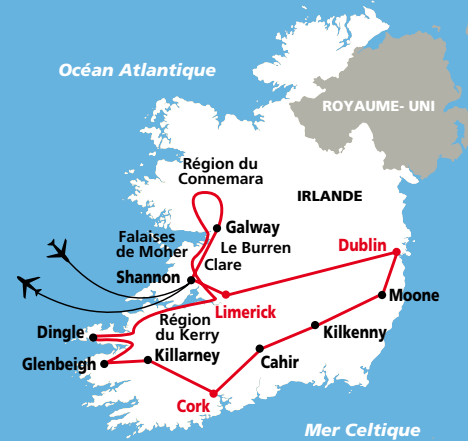 Océan Atlantique
ROYAUME- UNI
Région du
Connemara
IRLANDE
Galway
Falaises
de Moher
Le Burren
Clare
Dublin
Shannon
Limerick
Moone
Région
du Kerry
Dingle
Kilkenny
Glenbeigh
Killarney
Cahir
Cork
Mer Celtique